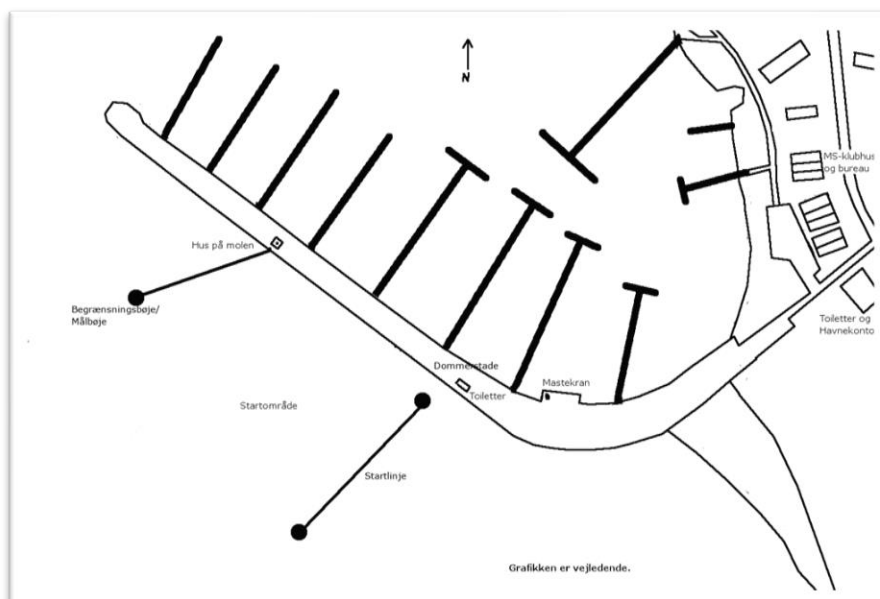 N
MS-klubhus
og bureau
Hus på molen
Begrænsningsbøje/
Målbøje
Toiletter og
Havnekonto
Dommerstade
Mastekran
Toiletter
Startområde
Startlinje
Grafikken er vejledende.